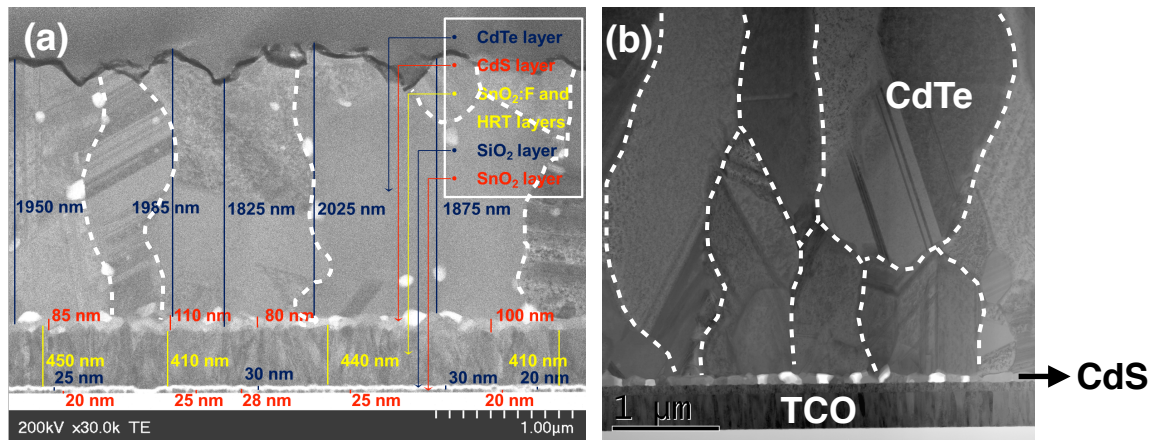 (a)
CdTe layer
CdS layer
SnO2:F and
HRT layers
SiO2 layer
SnO2 layer
1950 nm
1985 nm
1825 nm
2025 nm
1875 nm
85 nm
110 nm
80 nm
100 nm
450 nm
410 nm
440 nm
410 nm
25 nm
30 nm
30 nm
20 nm
20 nm
25 nm
28 nm
25 nm
200kV x30.0k TE
1.00µm
(b)
CdTe
CdS
TCO
1 µm